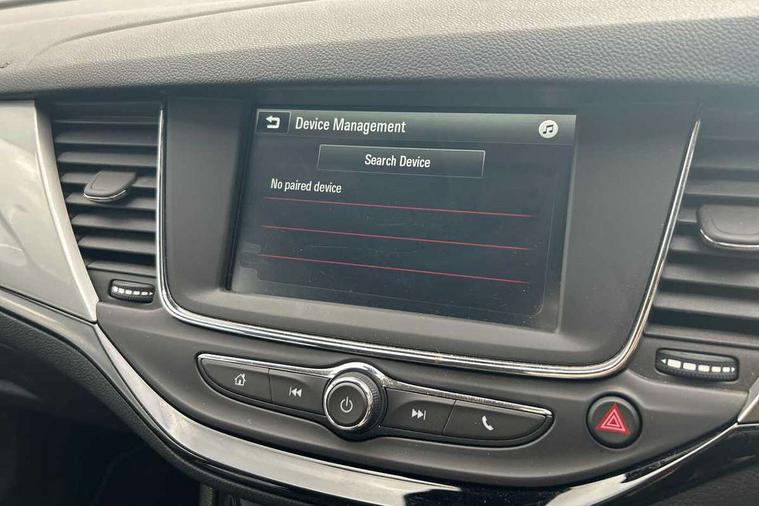 Device Management
Search Device
No paired device